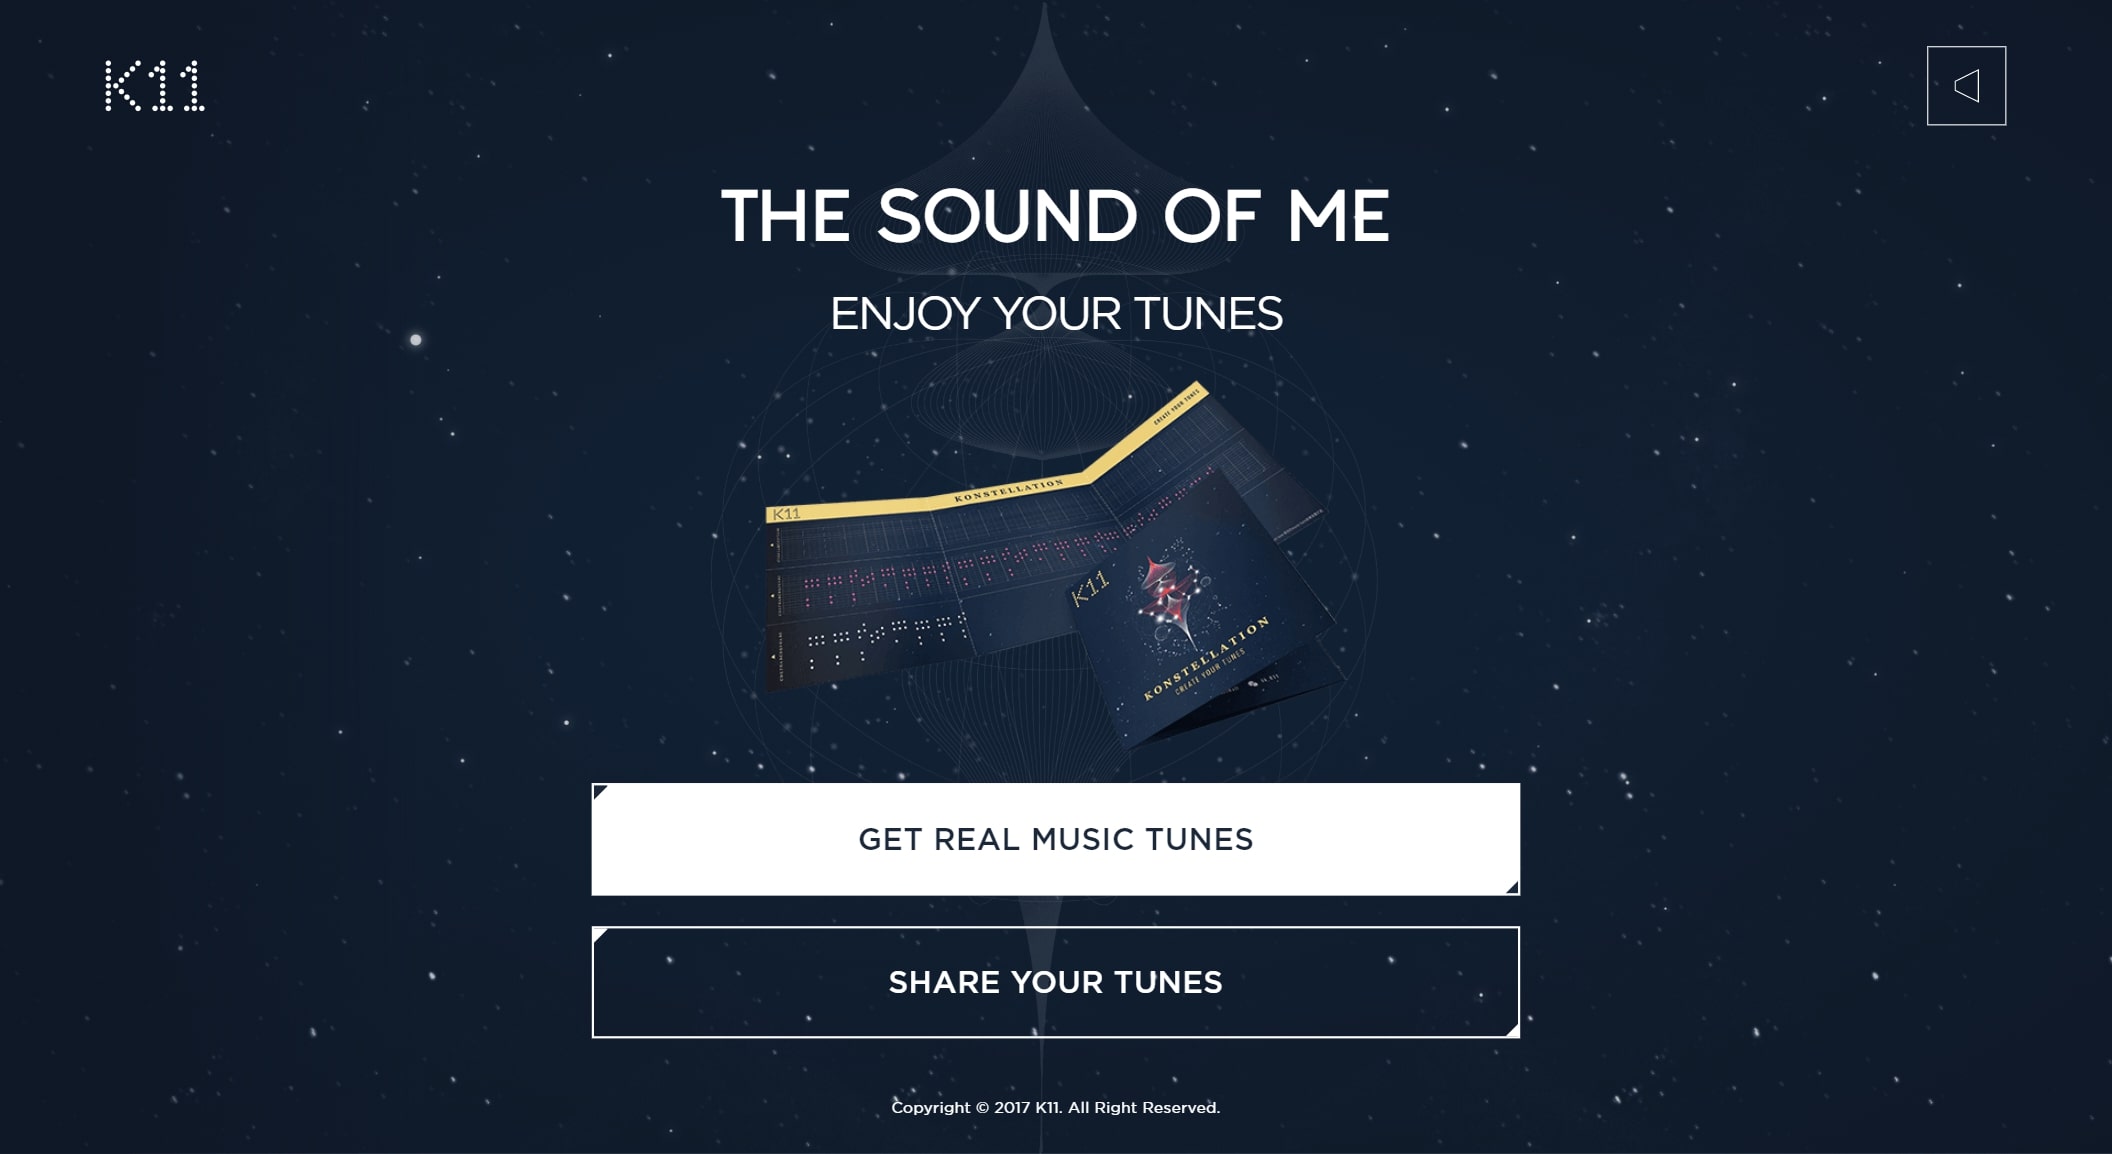 K11
THE SOUND OF ME
ENJOY YOUR TUNES
CREATE YOUR TUNES
KONSTELLATION
K11
K11
KONSTELLATION
CREATE YOUR TUNES
GET REAL MUSIC TUNES
SHARE YOUR TUNES
Copyright © 2017 K11. All Right Reserved.